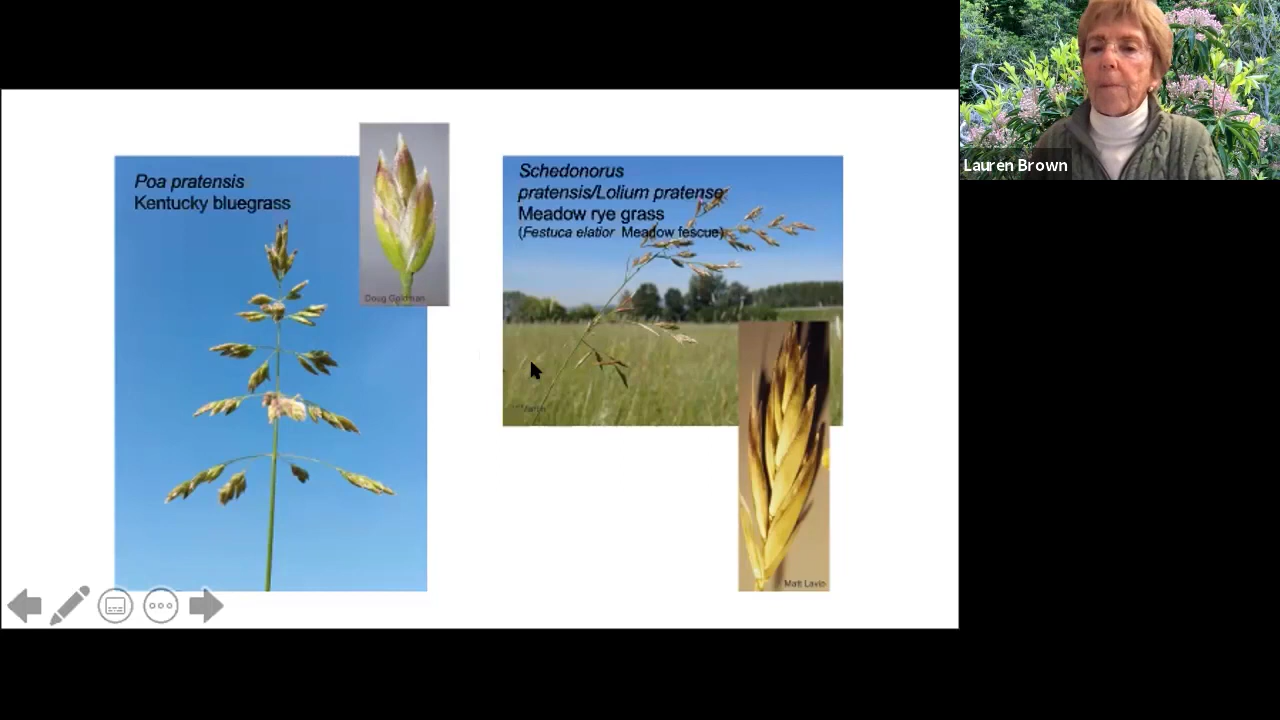 Poa pratensis
Kentucky bluegrass
Doug Goldman
Schedonorus
pratensis/Lolium pratense
Meadow rye grass
(Festuca elatior Meadow fescue)
Matt Lavin
Lauren Brown